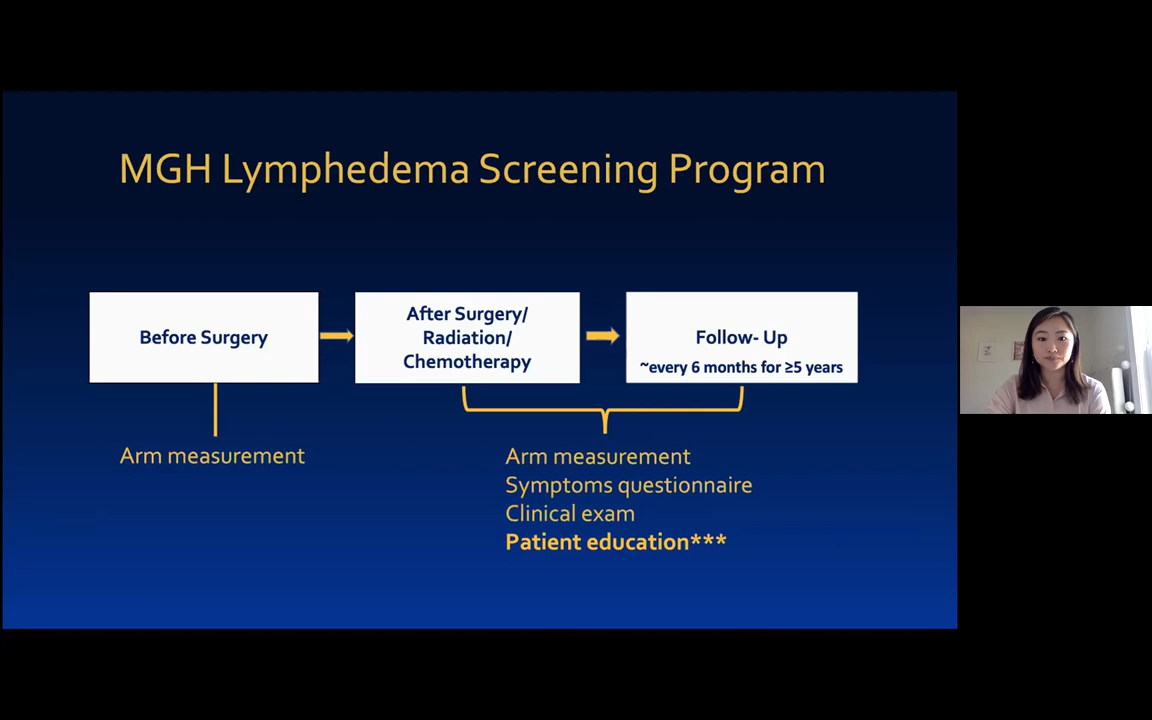 MGH Lymphedema Screening Program
Before Surgery
After Surgery/
Radiation/
Chemotherapy
Follow- Up
~every 6 months for ≥5 years
Arm measurement
Arm measurement
Symptoms questionnaire
Clinical exam
Patient education***